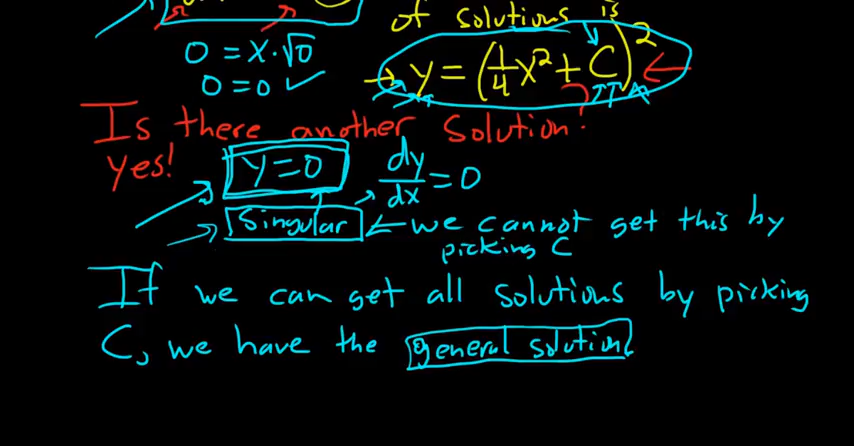 of solutions is
0 = x·√0
0 = 0 ✓
→ y = (1/4 x² + C)²
Is there another solution?
Yes!
y = 0
dy/dx = 0
Singular ← we cannot get this by
picking C
If we can get all solutions by picking
C, we have the general solution